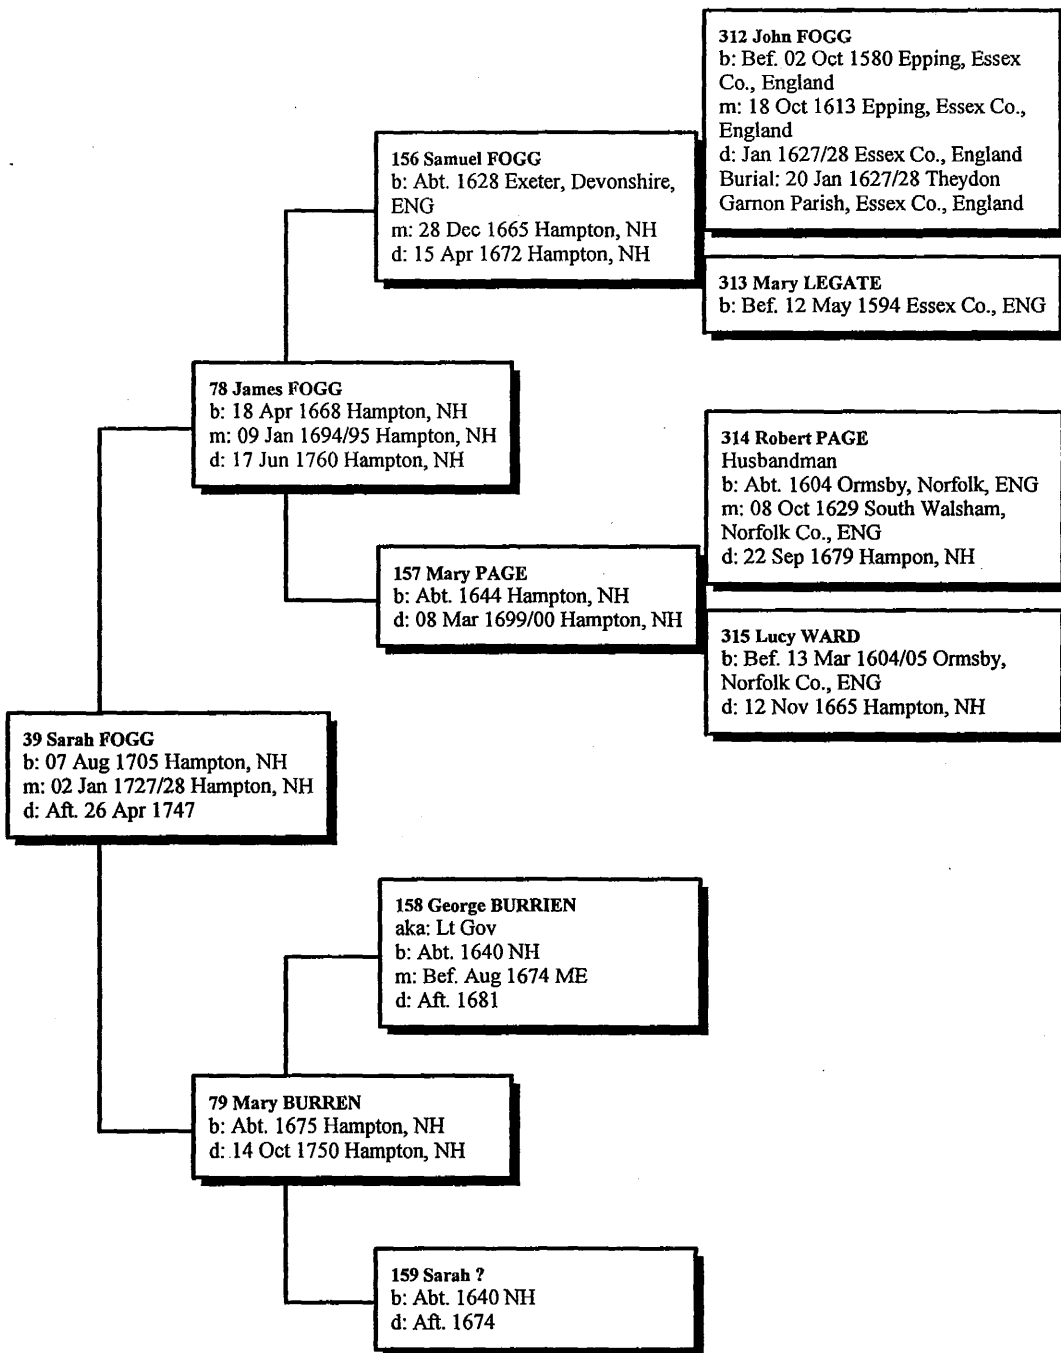 312 John FOGG
b: Bef. 02 Oct 1580 Epping, Essex
Co., England
m: 18 Oct 1613 Epping, Essex Co.,
England
d: Jan 1627/28 Essex Co., England
Burial: 20 Jan 1627/28 Theydon
Garnon Parish, Essex Co., England
156 Samuel FOGG
b: Abt. 1628 Exeter, Devonshire,
ENG
m: 28 Dec 1665 Hampton, NH
d: 15 Apr 1672 Hampton, NH
313 Mary LEGATE
b: Bef. 12 May 1594 Essex Co., ENG
78 James FOGG
b: 18 Apr 1668 Hampton, NH
m: 09 Jan 1694/95 Hampton, NH
d: 17 Jun 1760 Hampton, NH
314 Robert PAGE
Husbandman
b: Abt. 1604 Ormsby, Norfolk, ENG
m: 08 Oct 1629 South Walsham,
Norfolk Co., ENG
d: 22 Sep 1679 Hampon, NH
157 Mary PAGE
b: Abt. 1644 Hampton, NH
d: 08 Mar 1699/00 Hampton, NH
315 Lucy WARD
b: Bef. 13 Mar 1604/05 Ormsby,
Norfolk Co., ENG
d: 12 Nov 1665 Hampton, NH
39 Sarah FOGG
b: 07 Aug 1705 Hampton, NH
m: 02 Jan 1727/28 Hampton, NH
d: Aft. 26 Apr 1747
158 George BURRIEN
aka: Lt Gov
b: Abt. 1640 NH
m: Bef. Aug 1674 ME
d: Aft. 1681
79 Mary BURREN
b: Abt. 1675 Hampton, NH
d: 14 Oct 1750 Hampton, NH
159 Sarah ?
b: Abt. 1640 NH
d: Aft. 1674